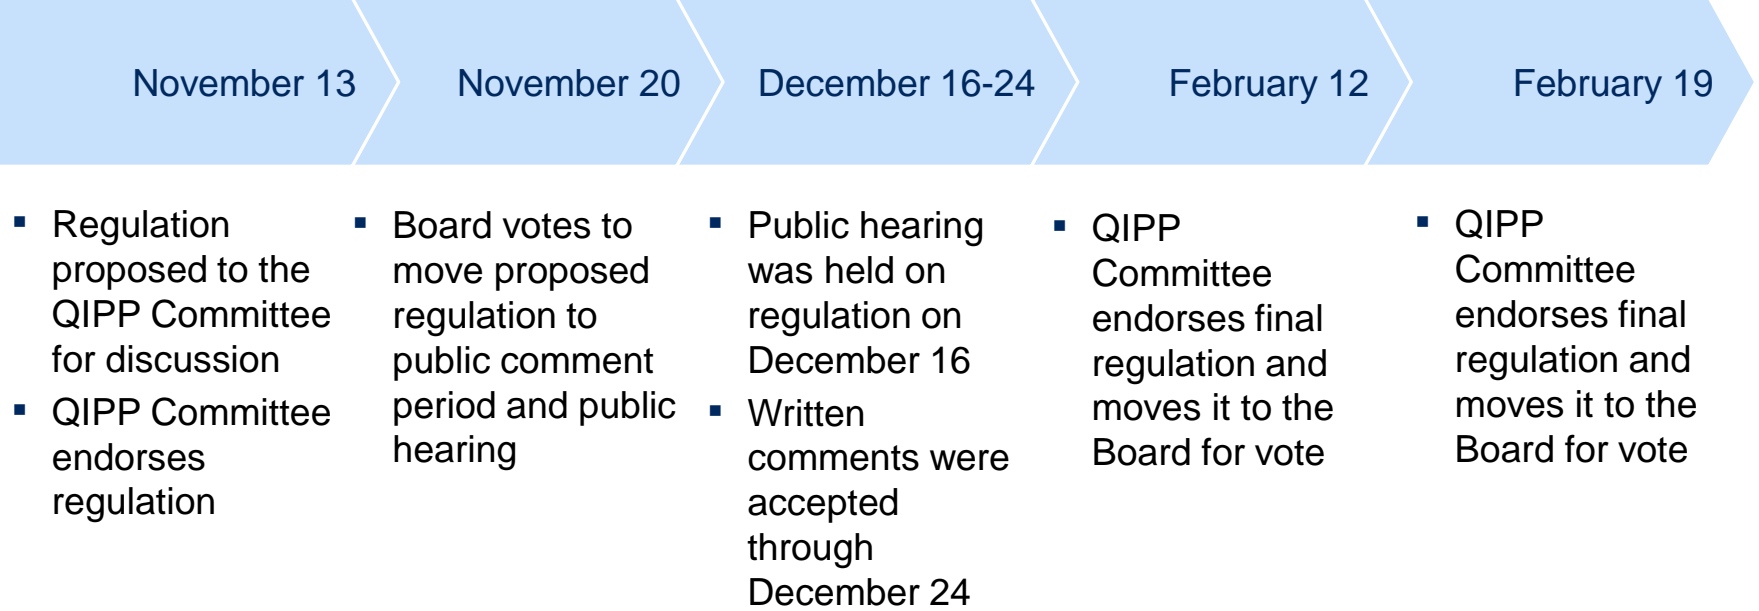 November 13
November 20
December 16-24
February 12
February 19
▪ Regulation
proposed to the
QIPP Committee
for discussion
▪ QIPP Committee
endorses
regulation
▪ Board votes to
move proposed
regulation to
public comment
period and public
hearing
▪ Public hearing
was held on
regulation on
December 16
▪ Written
comments were
accepted
through
December 24
▪ QIPP
Committee
endorses final
regulation and
moves it to the
Board for vote
▪ QIPP
Committee
endorses final
regulation and
moves it to the
Board for vote